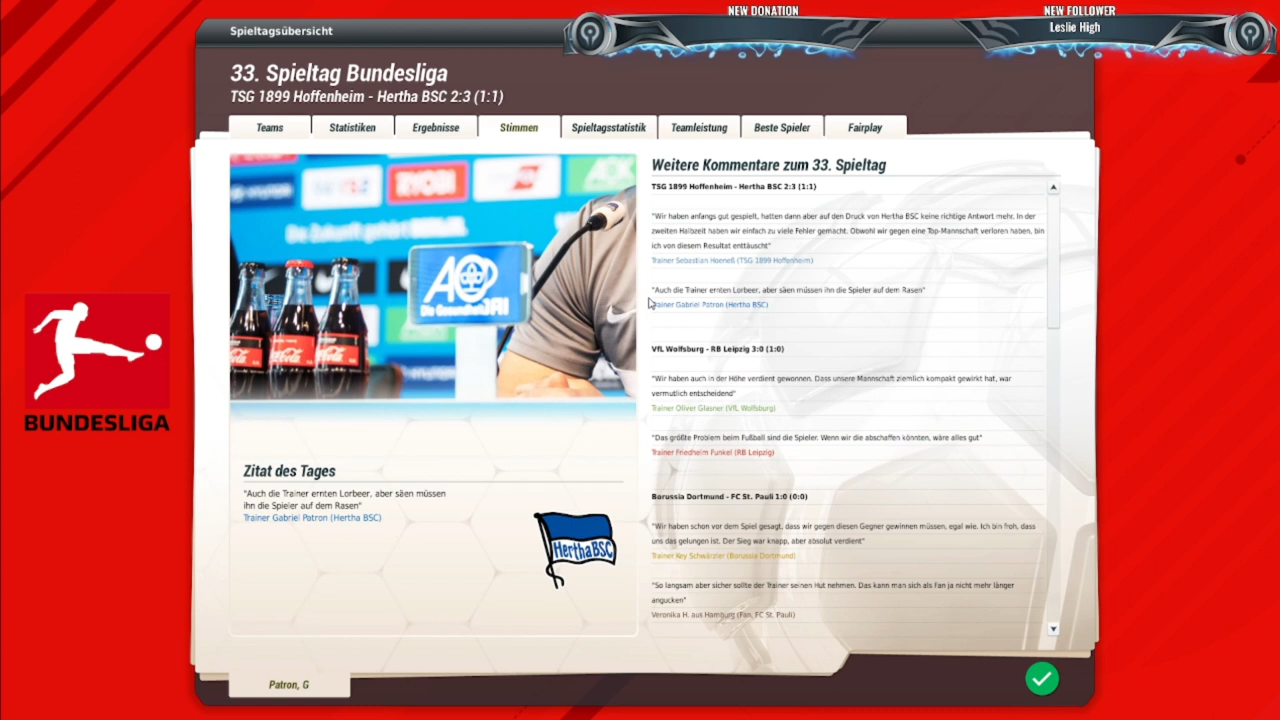 NEW DONATION
NEW FOLLOWER
Leslie High
Spieltagsübersicht
33. Spieltag Bundesliga
TSG 1899 Hoffenheim - Hertha BSC 2:3 (1:1)
Teams
Statistiken
Ergebnisse
Stimmen
Spieltagsstatistik
Teamleistung
Beste Spieler
Fairplay
RYOBI
AOK
Die Zukunft gehört
AOK
Die Gesundheit
Coca-Cola
BUNDESLIGA
Zitat des Tages
"Auch die Trainer ernten Lorbeer, aber säen müssen
ihn die Spieler auf dem Rasen"
Trainer Gabriel Patron (Hertha BSC)
Hertha BSC
Weitere Kommentare zum 33. Spieltag
TSG 1899 Hoffenheim - Hertha BSC 2:3 (1:1)
"Wir haben anfangs gut gespielt, hatten dann aber auf den Druck von Hertha BSC keine richtige Antwort mehr. In der
zweiten Halbzeit haben wir einfach zu viele Fehler gemacht. Obwohl wir gegen eine Top-Mannschaft verloren haben, bin
ich von diesem Resultat enttäuscht"
Trainer Sebastian Hoeneß (TSG 1899 Hoffenheim)
"Auch die Trainer ernten Lorbeer, aber säen müssen ihn die Spieler auf dem Rasen"
Trainer Gabriel Patron (Hertha BSC)
VfL Wolfsburg - RB Leipzig 3:0 (1:0)
"Wir haben auch in der Höhe verdient gewonnen. Dass unsere Mannschaft ziemlich kompakt gewirkt hat, war
vermutlich entscheidend"
Trainer Oliver Glasner (VfL Wolfsburg)
"Das größte Problem beim Fußball sind die Spieler. Wenn wir die abschaffen könnten, wäre alles gut"
Trainer Friedhelm Funkel (RB Leipzig)
Borussia Dortmund - FC St. Pauli 1:0 (0:0)
"Wir haben schon vor dem Spiel gesagt, dass wir gegen diesen Gegner gewinnen müssen, egal wie. Ich bin froh, dass
uns das gelungen ist. Der Sieg war knapp, aber absolut verdient"
Trainer Key Schwärzler (Borussia Dortmund)
"So langsam aber sicher sollte der Trainer seinen Hut nehmen. Das kann man sich als Fan ja nicht mehr länger
angucken"
Veronika H. aus Hamburg (Fan, FC St. Pauli)
Patron, G